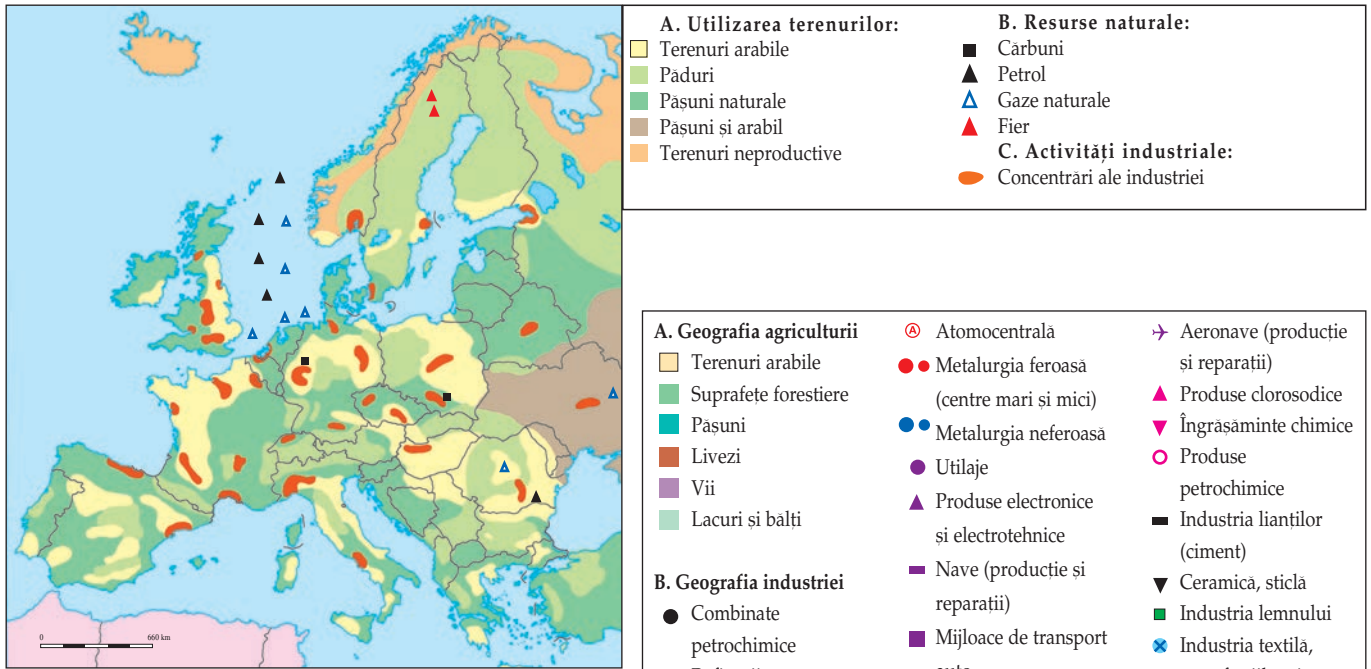 A. Utilizarea terenurilor:
Terenuri arabile
Păduri
Pășuni naturale
Pășuni și arabil
Terenuri neproductive
B. Resurse naturale:
Cărbuni
Petrol
Gaze naturale
Fier
C. Activități industriale:
Concentrări ale industriei
0 660 km
A. Geografia agriculturii
Terenuri arabile
Suprafețe forestiere
Pășuni
Livezi
Vii
Lacuri și bălți
B. Geografia industriei
Combinate
petrochimice
A Atomocentrală
Metalurgia feroasă
(centre mari și mici)
Metalurgia neferoasă
Utilaje
Produse electronice
și electrotehnice
Nave (producție și
reparații)
Mijloace de transport
Aeronave (producție
și reparații)
Produse clorosodice
Îngrășăminte chimice
Produse
petrochimice
Industria lianților
(ciment)
Ceramică, sticlă
Industria lemnului
Industria textilă,